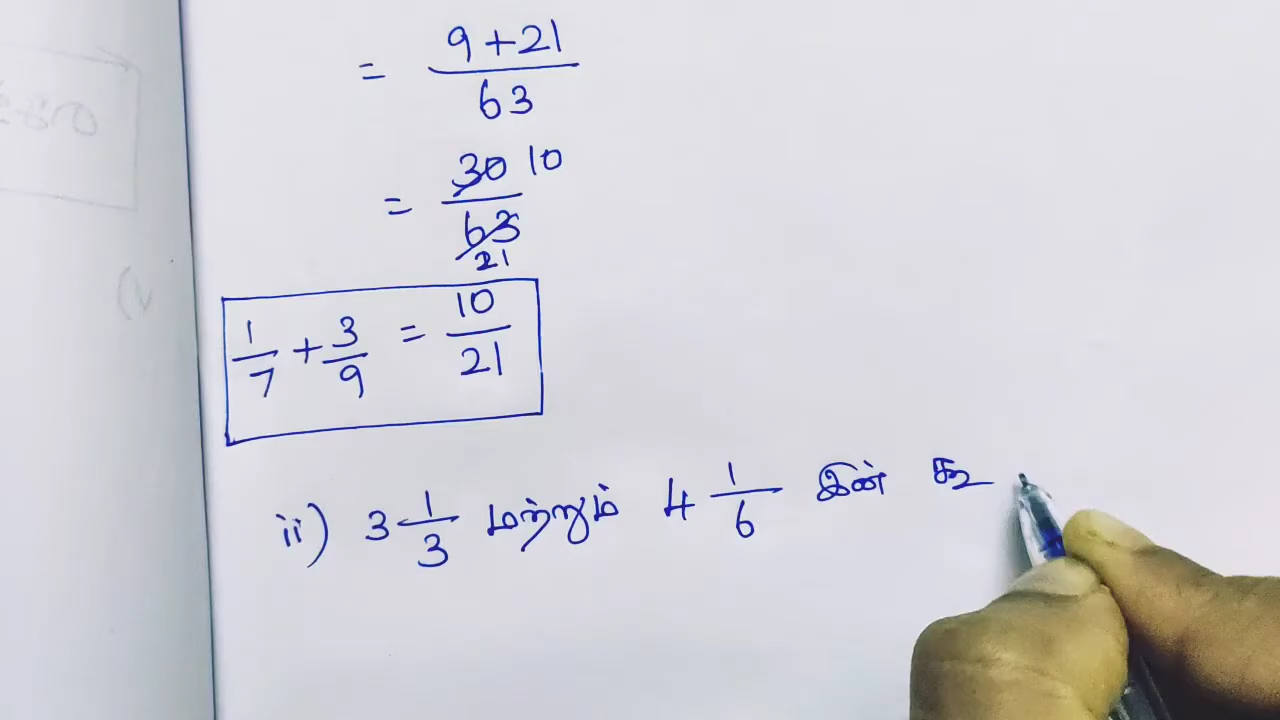 = 9 + 21
63
= 30 10
63
21
1/7 + 3/9 = 10/21
ii) 3 1/3 மற்றும் 4 1/6 இன் கூ